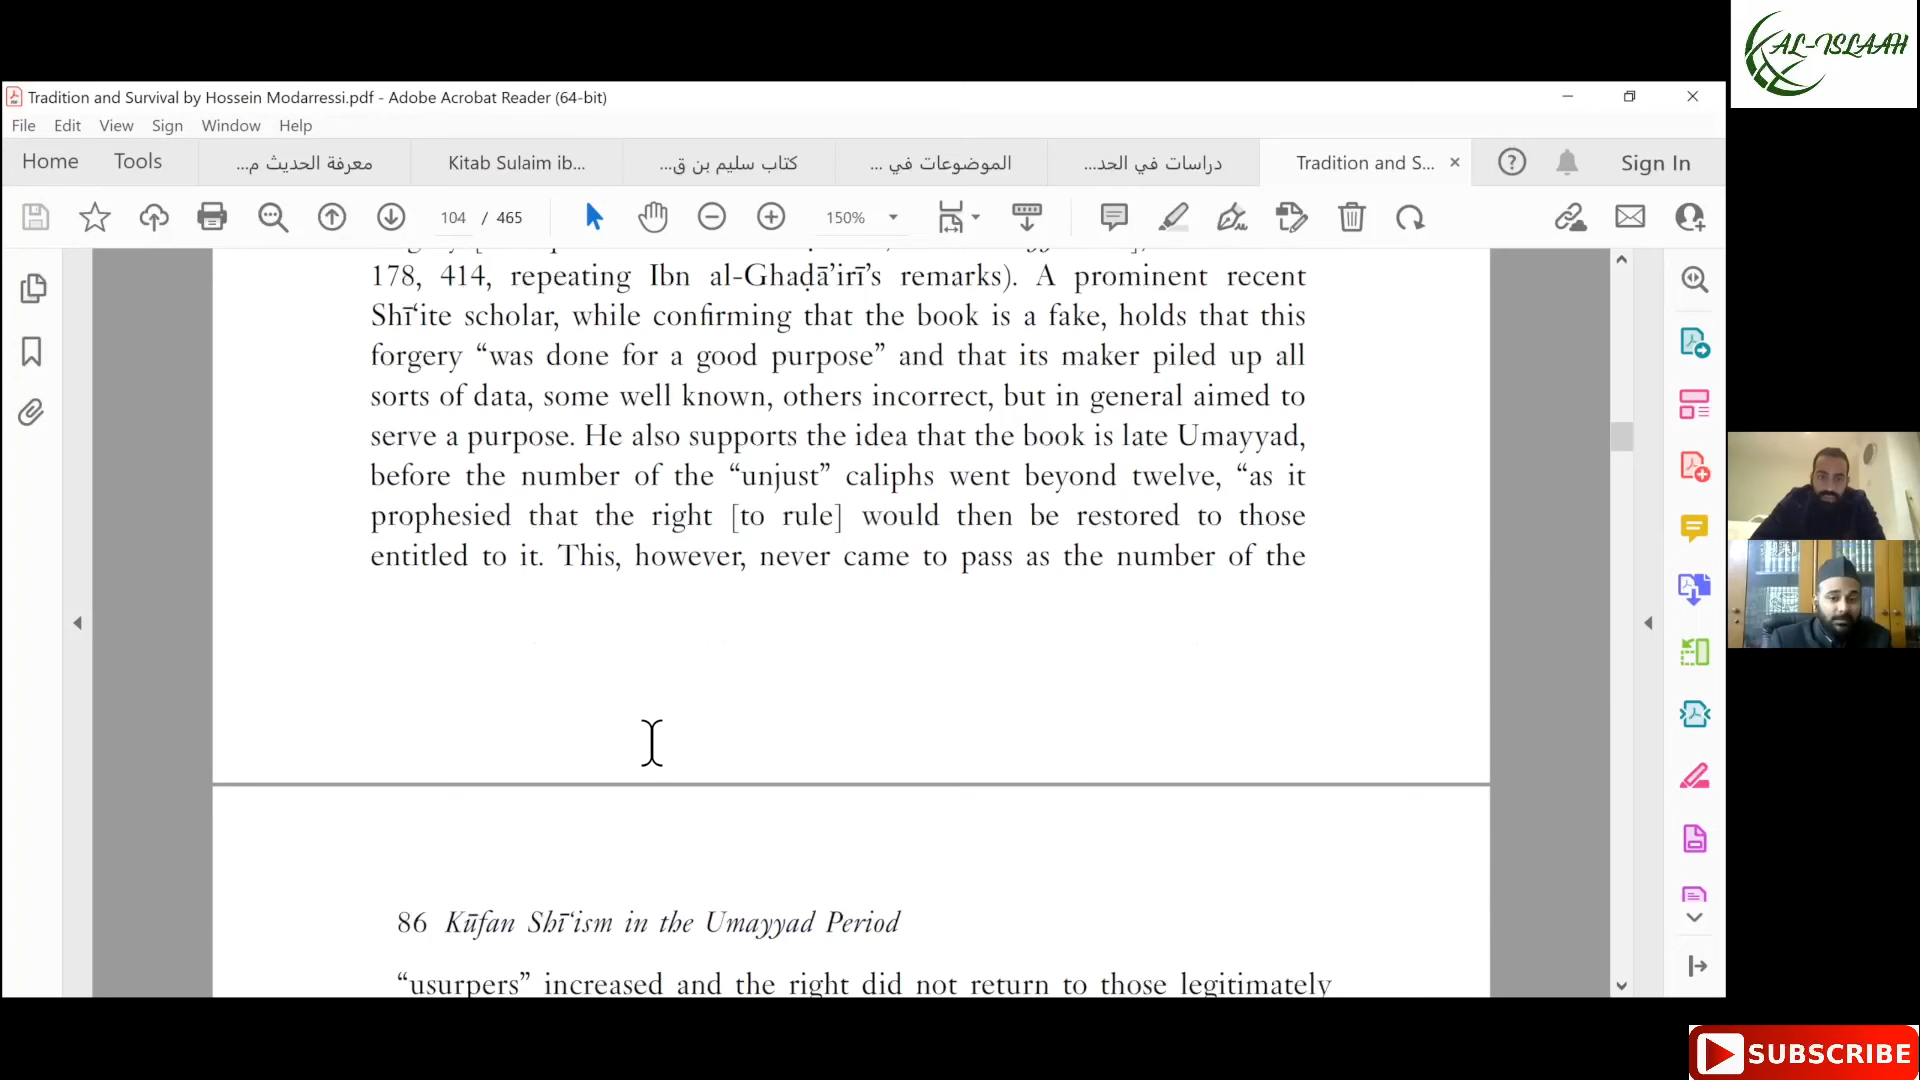 AL-ISLAAH
Tradition and Survival by Hossein Modarressi.pdf - Adobe Acrobat Reader (64-bit)
File Edit View Sign Window Help
Home Tools معرفة الحديث م... Kitab Sulaim ib... كتاب سليم بن ق... الموضوعات في ... دراسات في الحد... Tradition and S... Sign In
104 / 465 150%
178, 414, repeating Ibn al-Ghaḍā’irī’s remarks). A prominent recent
Shī‘ite scholar, while confirming that the book is a fake, holds that this
forgery “was done for a good purpose” and that its maker piled up all
sorts of data, some well known, others incorrect, but in general aimed to
serve a purpose. He also supports the idea that the book is late Umayyad,
before the number of the “unjust” caliphs went beyond twelve, “as it
prophesied that the right [to rule] would then be restored to those
entitled to it. This, however, never came to pass as the number of the
86 Kūfan Shī‘ism in the Umayyad Period
“usurpers” increased and the right did not return to those legitimately
SUBSCRIBE